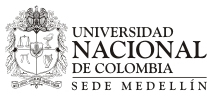 UNIVERSIDAD
NACIONAL
DE COLOMBIA
SEDE MEDELLÍN